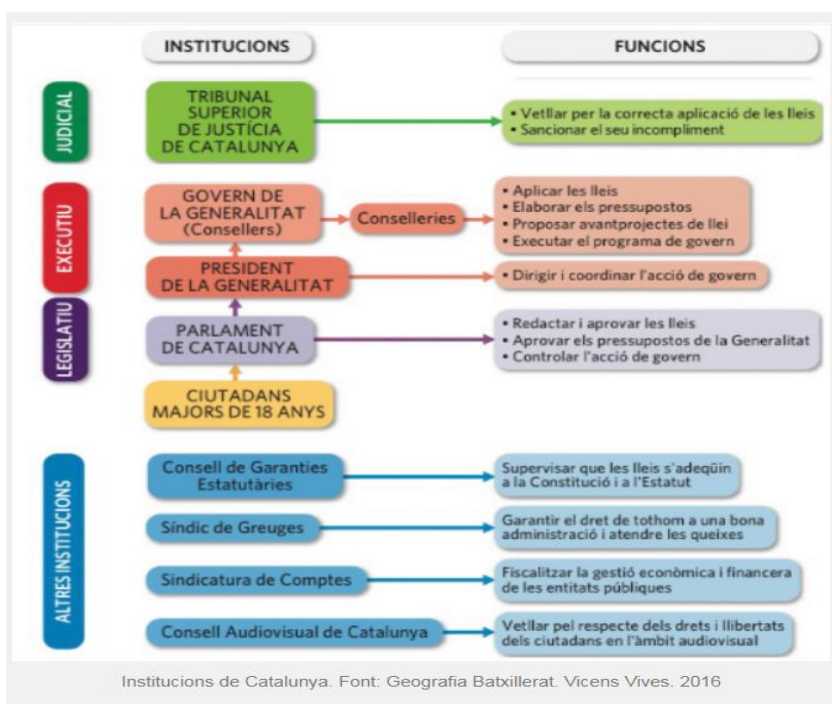 INSTITUCIONS
FUNCIONS
JUDICIAL
TRIBUNAL
SUPERIOR
DE JUSTÍCIA
DE CATALUNYA
• Vetllar per la correcta aplicació de les lleis
• Sancionar el seu incompliment
EXECUTIU
GOVERN DE
LA GENERALITAT
(Consellers)
Conselleries
• Aplicar les lleis
• Elaborar els pressupostos
• Proposar avantprojectes de llei
• Executar el programa de govern
PRESIDENT
DE LA GENERALITAT
• Dirigir i coordinar l'acció de govern
LEGISLATIU
PARLAMENT
DE CATALUNYA
• Redactar i aprovar les lleis
• Aprovar els pressupostos de la Generalitat
• Controlar l'acció de govern
CIUTADANS
MAJORS DE 18 ANYS
ALTRES INSTITUCIONS
Consell de Garanties
Estatutàries
Supervisar que les lleis s'adeqüin
a la Constitució i a l'Estatut
Síndic de Greuges
Garantir el dret de tothom a una bona
administració i atendre les queixes
Sindicatura de Comptes
Fiscalitzar la gestió econòmica i financera
de les entitats públiques
Consell Audiovisual de Catalunya
Vetllar pel respecte dels drets i llibertats
dels ciutadans en l'àmbit audiovisual
Institucions de Catalunya. Font: Geografia Batxillerat. Vicens Vives. 2016